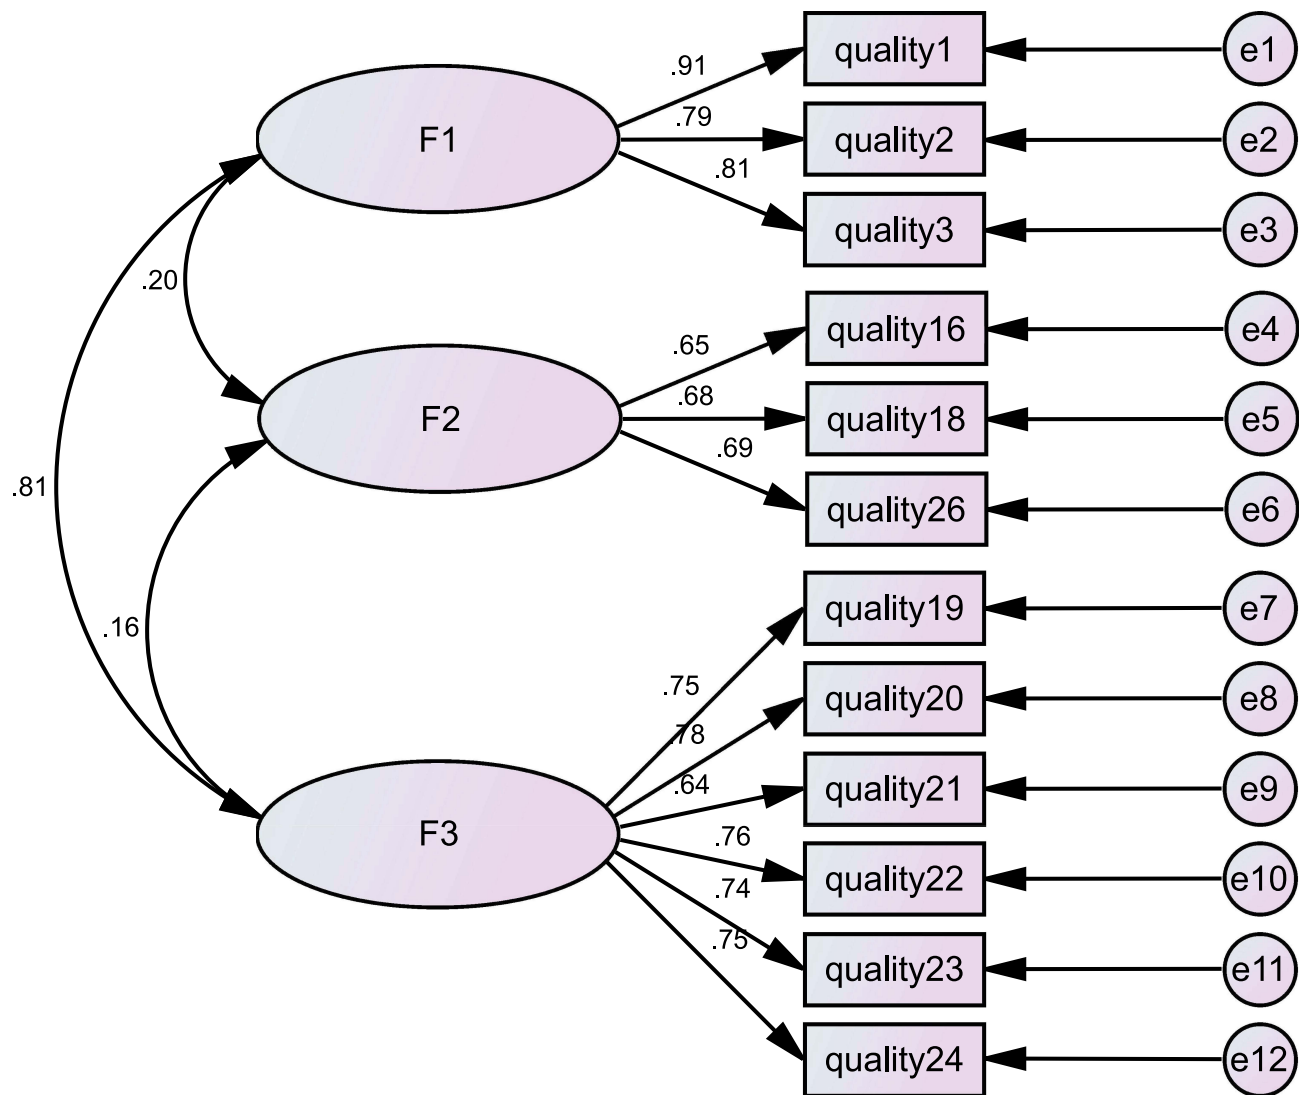 .91
quality1
e1
F1
.79
quality2
e2
.81
quality3
e3
.20
.65
quality16
e4
F2
.68
quality18
e5
.69
quality26
e6
.81
.16
.75
quality19
e7
.78
quality20
e8
.64
quality21
e9
F3
.76
quality22
e10
.74
quality23
e11
.75
quality24
e12